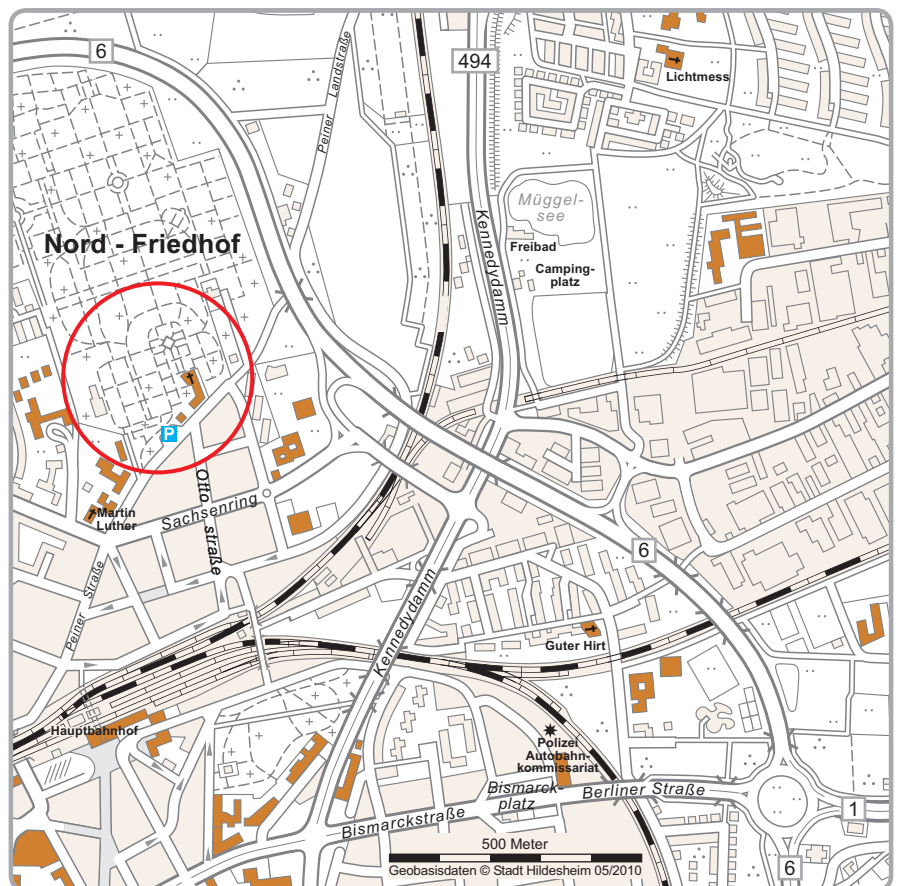 6
494
Lichtmess
Peiner Landstraße
Müggel-
see
Kennedydamm
Nord - Friedhof
Freibad
Camping-
platz
P
Otto straße
Sachsenring
Martin
Luther
6
Peiner Straße
Kennedydamm
Guter Hirt
Hauptbahnhof
Polizei
Autobahn-
kommissariat
Bismarck-
platz
Berliner Straße
1
Bismarckstraße
500 Meter
Geobasisdaten © Stadt Hildesheim 05/2010
6